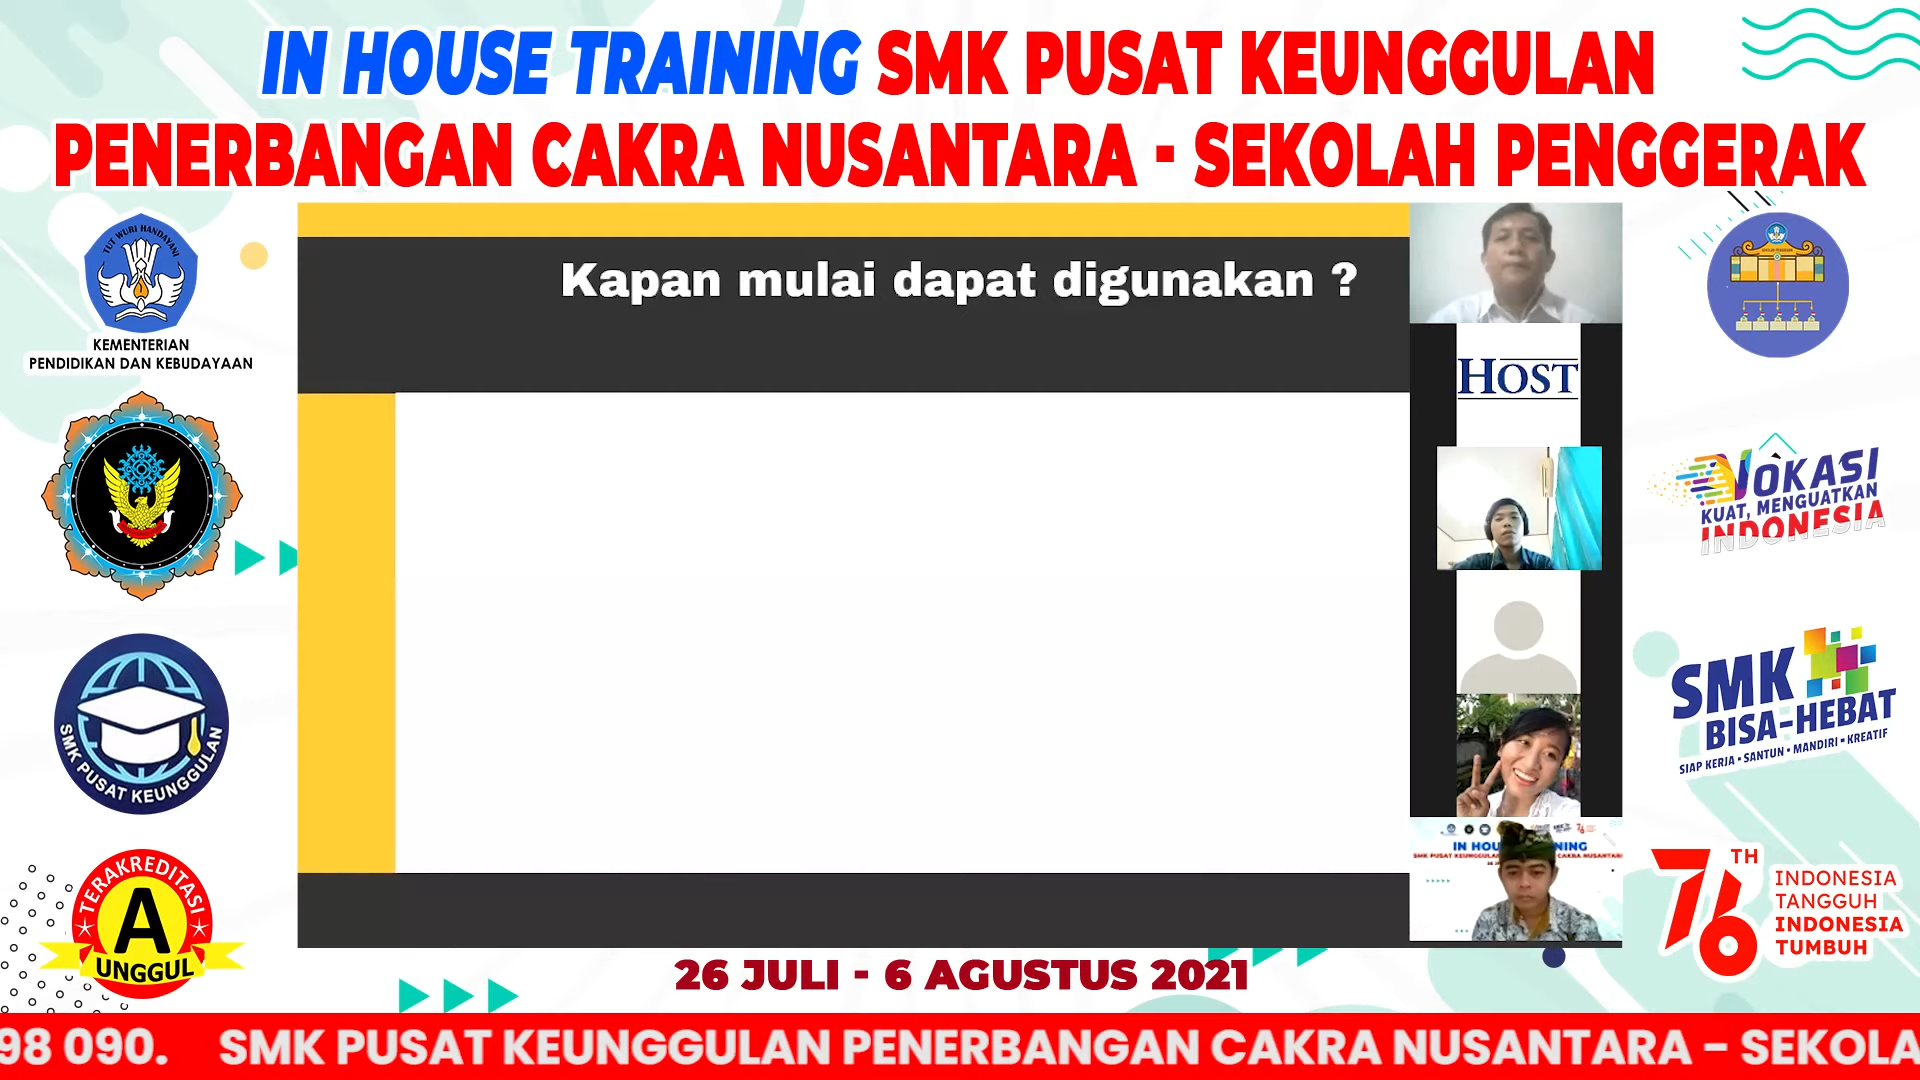 IN HOUSE TRAINING SMK PUSAT KEUNGGULAN
PENERBANGAN CAKRA NUSANTARA - SEKOLAH PENGGERAK
TUT WURI HANDAYANI
KEMENTERIAN
PENDIDIKAN DAN KEBUDAYAAN
SMK PUSAT KEUNGGULAN
TERAKREDITASI
A
UNGGUL
Kapan mulai dapat digunakan ?
HOST
VOKASI
KUAT, MENGUATKAN
INDONESIA
SMK
BISA-HEBAT
SIAP KERJA • SANTUN • MANDIRI • KREATIF
76 TH
INDONESIA
TANGGUH
INDONESIA
TUMBUH
26 JULI - 6 AGUSTUS 2021
98 090. SMK PUSAT KEUNGGULAN PENERBANGAN CAKRA NUSANTARA – SEKOLA